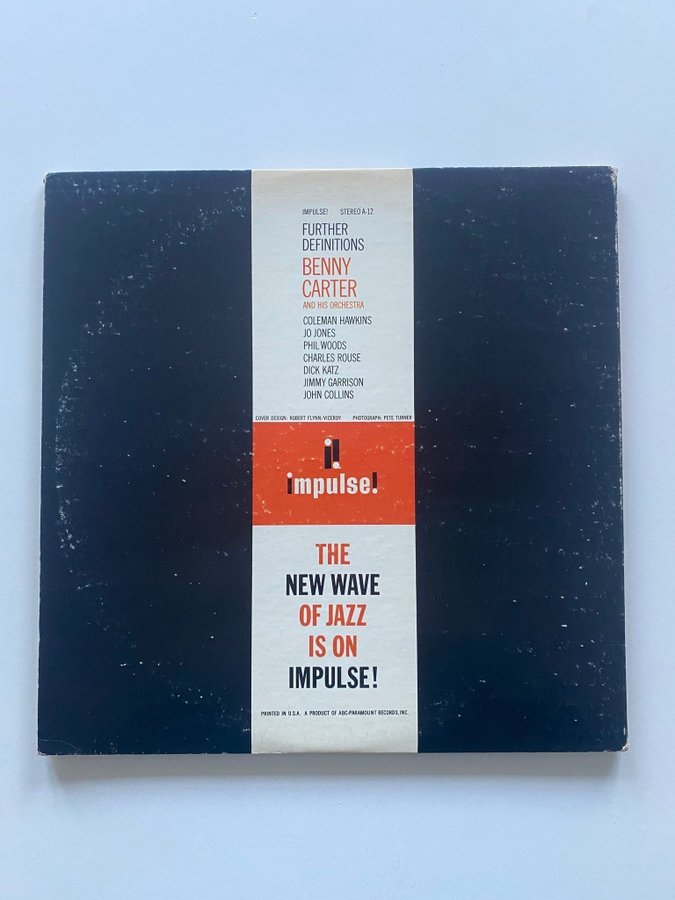 IMPULSE! STEREO A-12
FURTHER
DEFINITIONS
BENNY
CARTER
AND HIS ORCHESTRA
COLEMAN HAWKINS
JO JONES
PHIL WOODS
CHARLES ROUSE
DICK KATZ
JIMMY GARRISON
JOHN COLLINS
COVER DESIGN: ROBERT FLYNN/VICEROY PHOTOGRAPH: PETE TURNER
impulse!
THE
NEW WAVE
OF JAZZ
IS ON
IMPULSE!
PRINTED IN U.S.A. A PRODUCT OF ABC-PARAMOUNT RECORDS, INC.